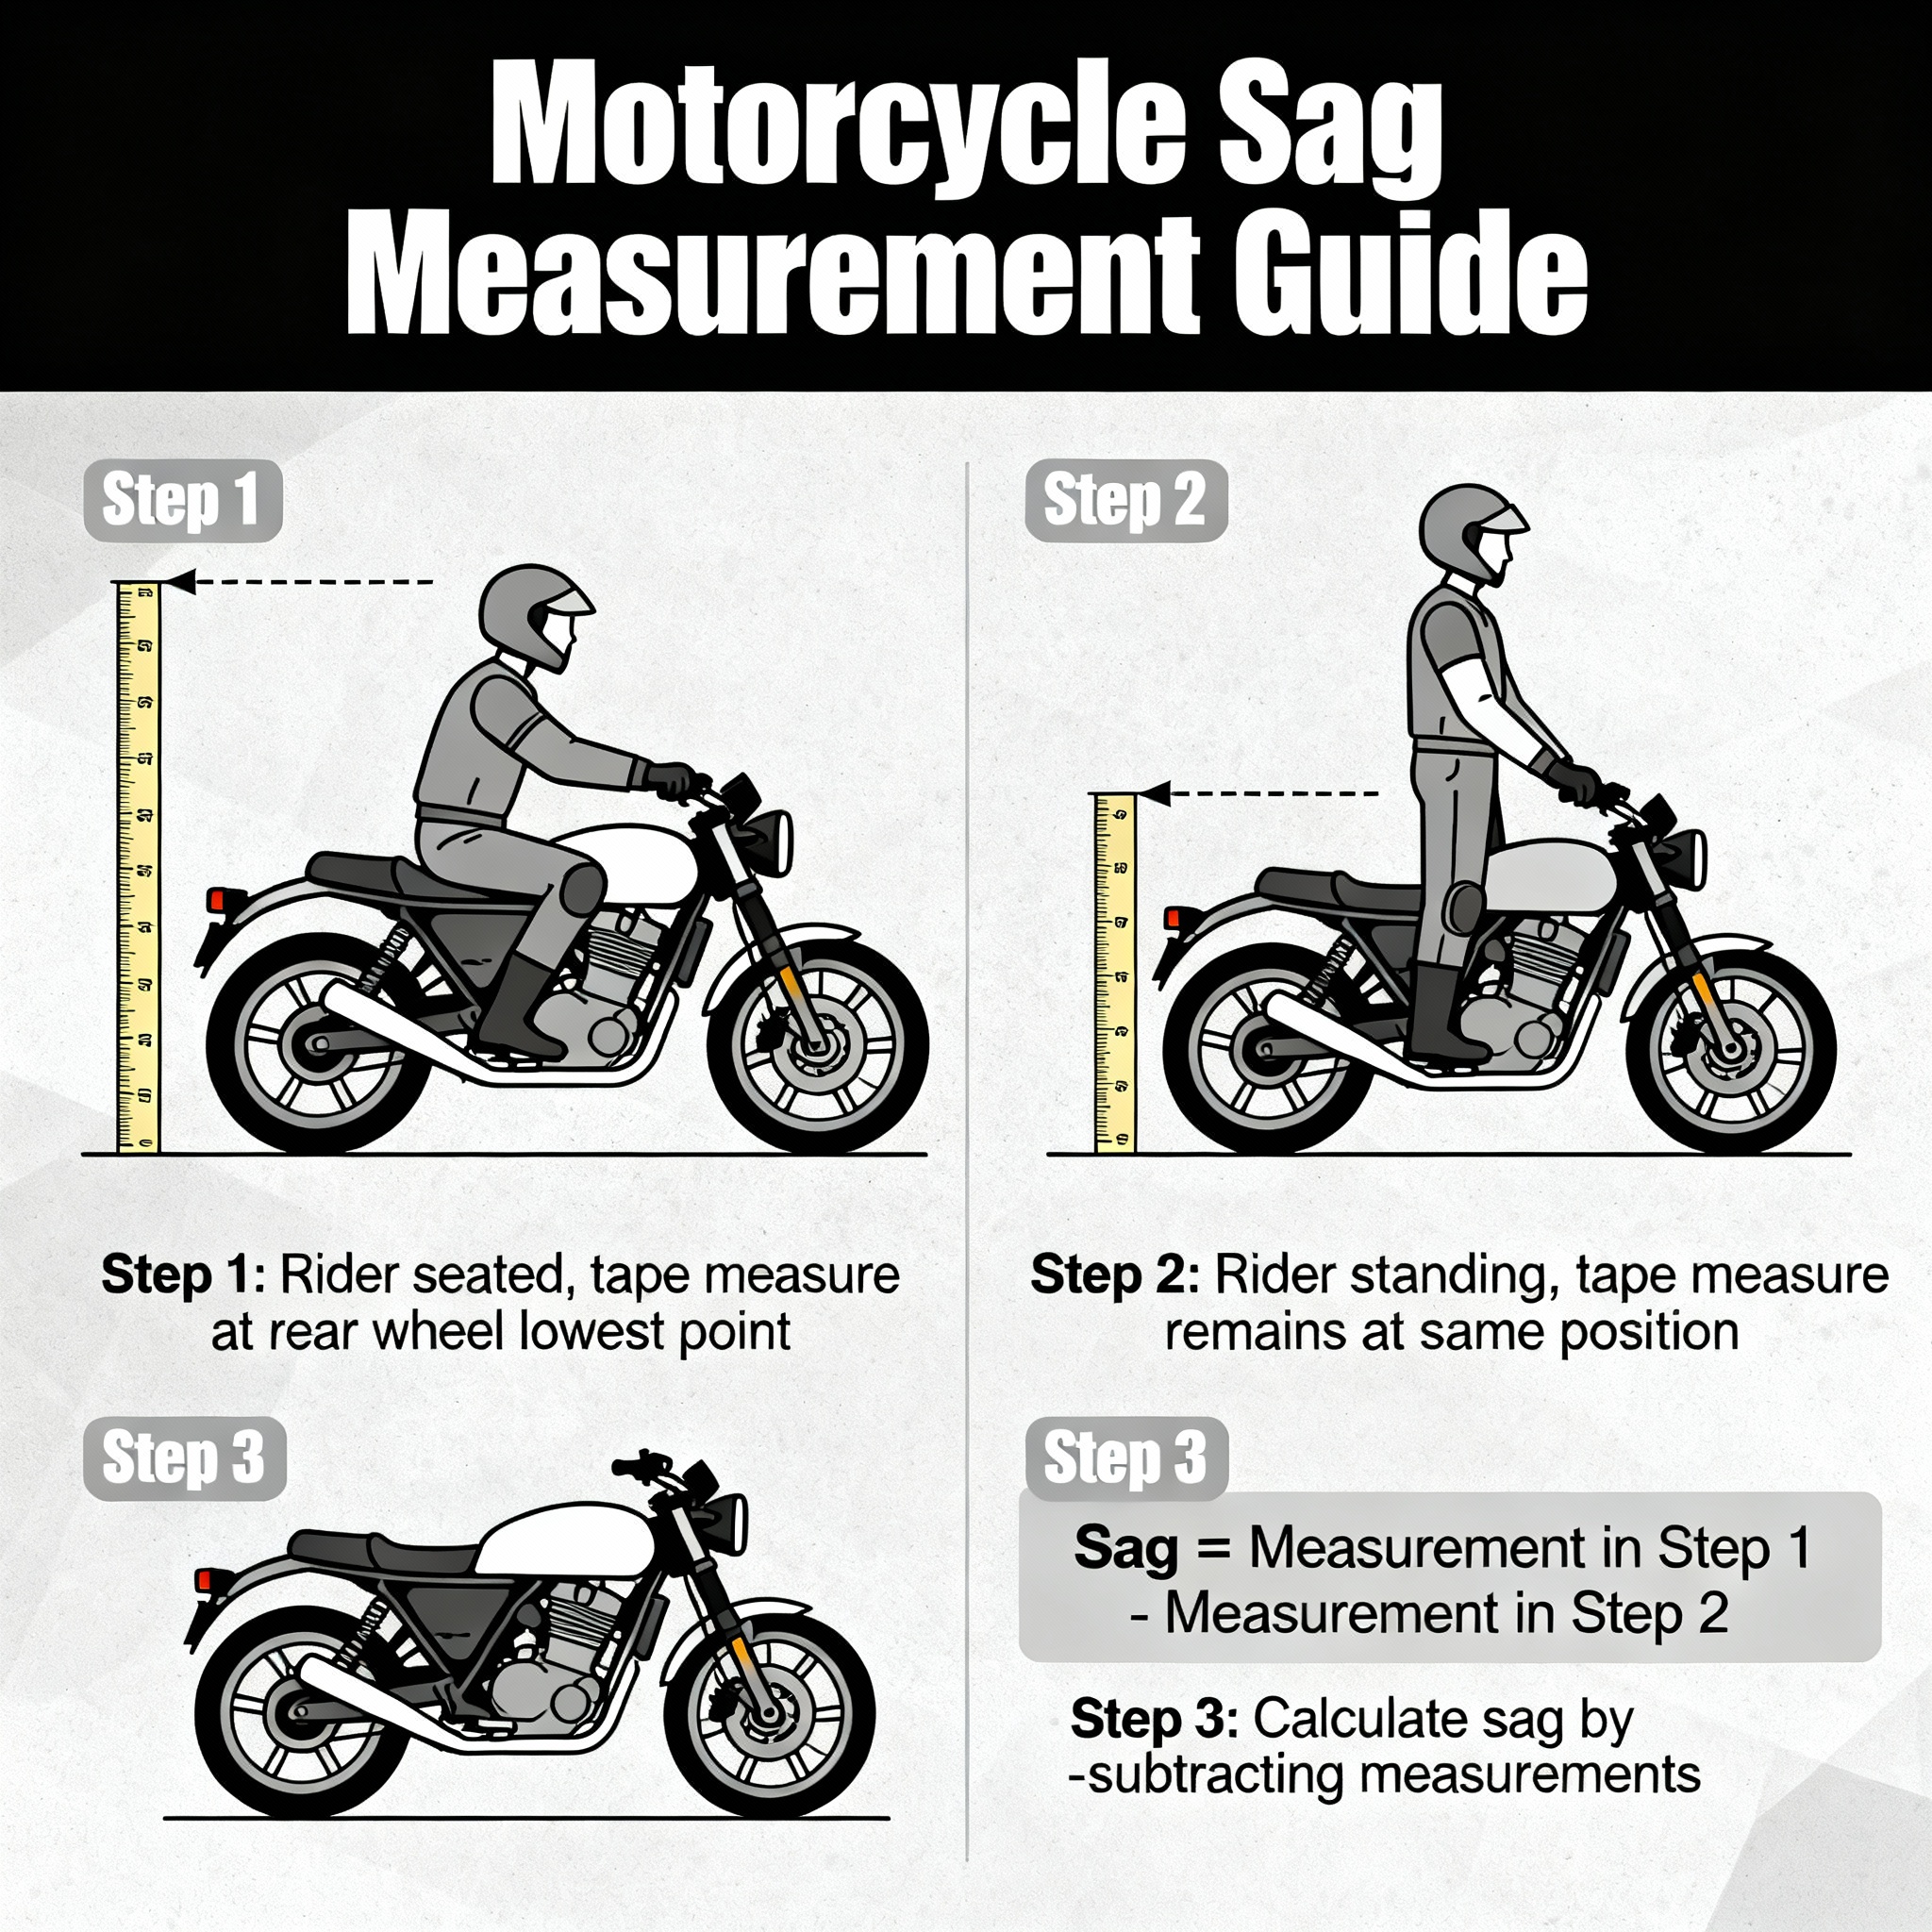 Motorcycle Sag
Measurement Guide
Step 1
Step 2
Step 1: Rider seated, tape measure
at rear wheel lowest point
Step 2: Rider standing, tape measure
remains at same position
Step 3
Step 3
Sag = Measurement in Step 1
- Measurement in Step 2
Step 3: Calculate sag by
-subtracting measurements